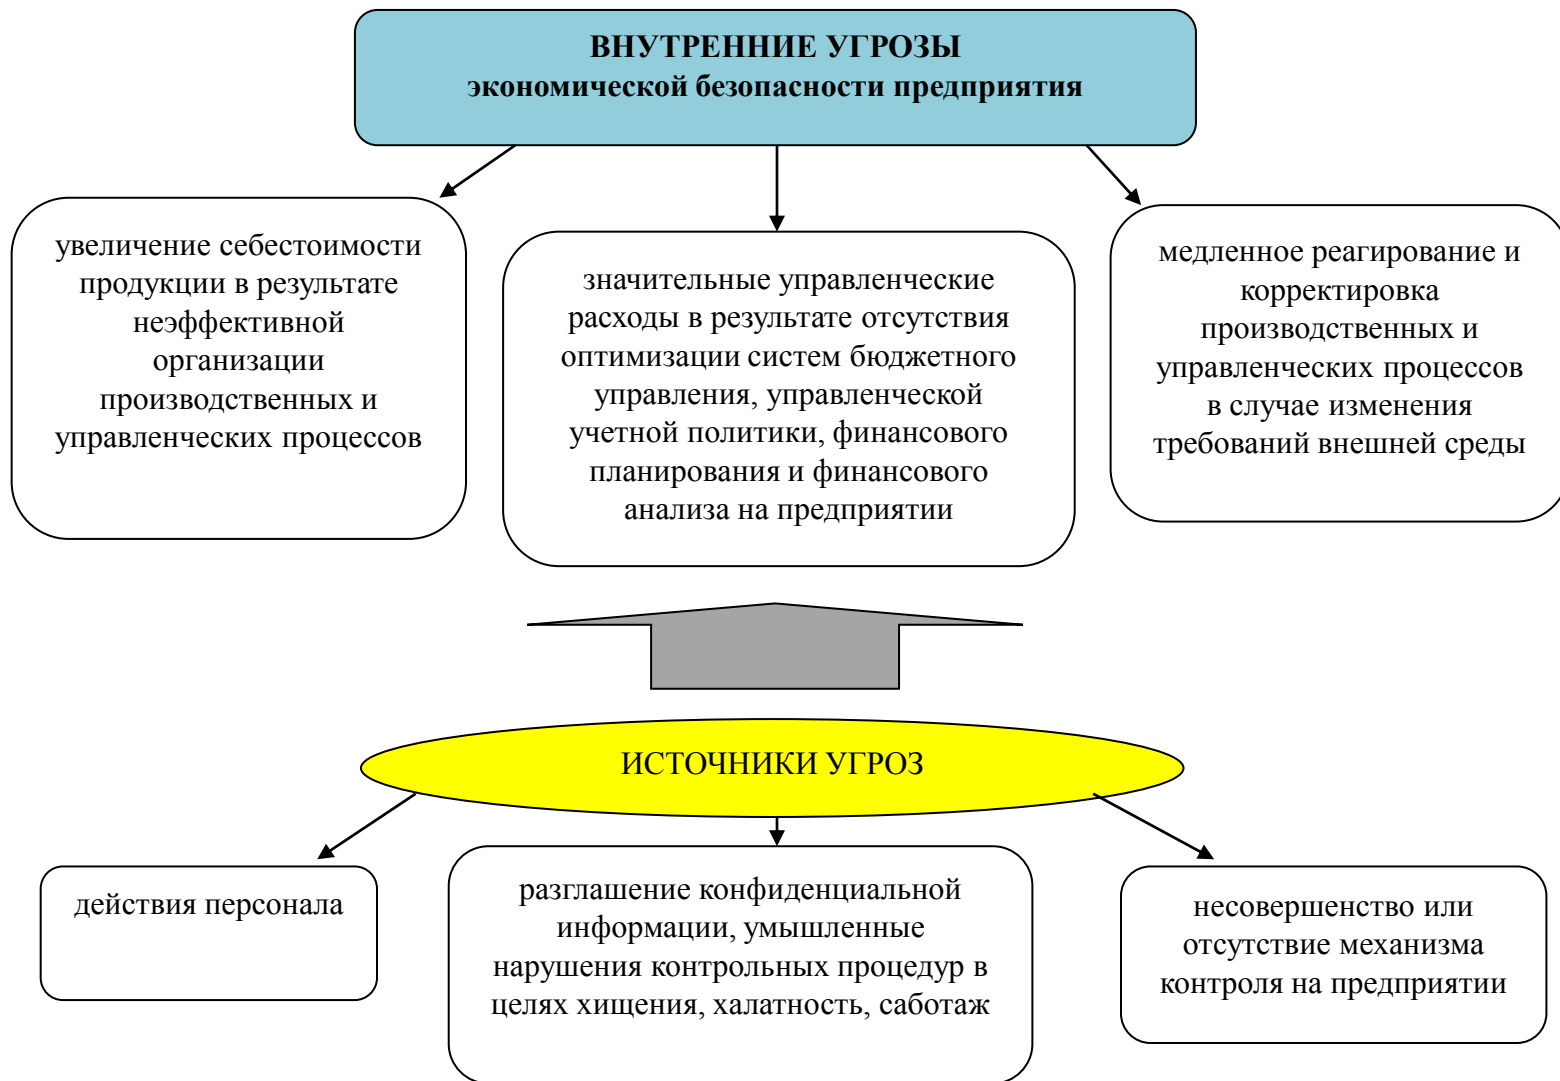 ВНУТРЕННИЕ УГРОЗЫ
экономической безопасности предприятия
увеличение себестоимости
продукции в результате
неэффективной
организации
производственных и
управленческих процессов
значительные управленческие
расходы в результате отсутствия
оптимизации систем бюджетного
управления, управленческой
учетной политики, финансового
планирования и финансового
анализа на предприятии
медленное реагирование и
корректировка
производственных и
управленческих процессов
в случае изменения
требований внешней среды
ИСТОЧНИКИ УГРОЗ
действия персонала
разглашение конфиденциальной
информации, умышленные
нарушения контрольных процедур в
целях хищения, халатность, саботаж
несовершенство или
отсутствие механизма
контроля на предприятии